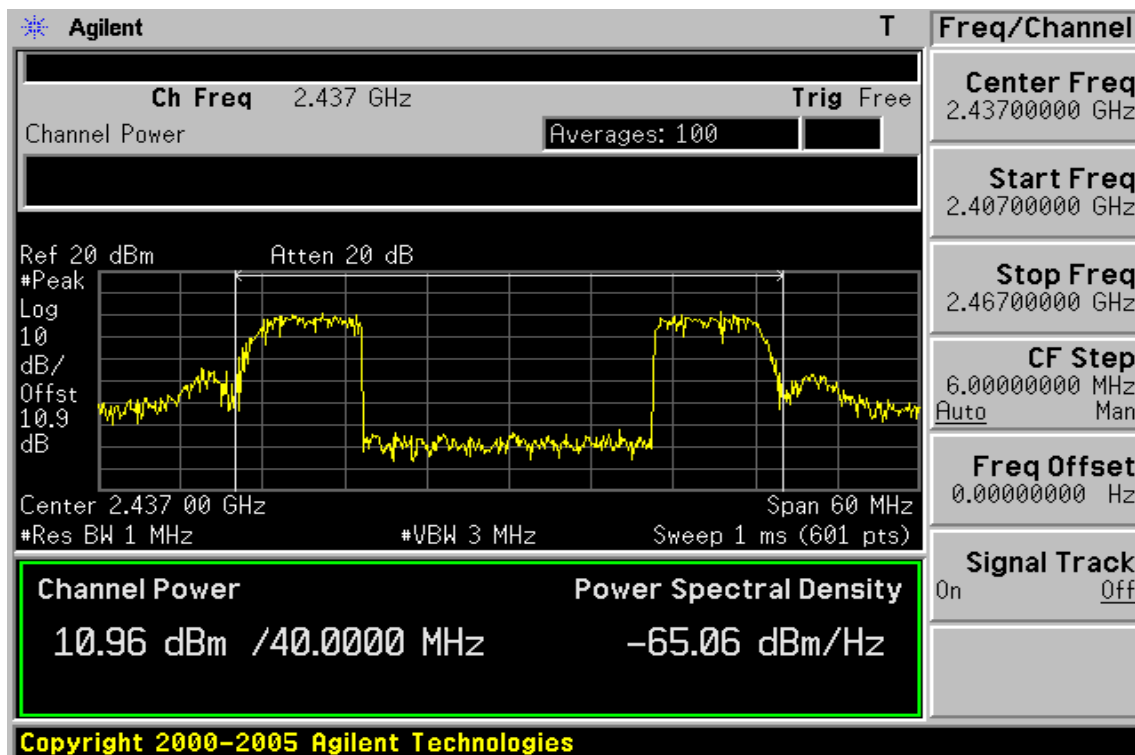 Agilent T
Freq/Channel
Ch Freq 2.437 GHz Trig Free
Channel Power Averages: 100
Ref 20 dBm Atten 20 dB
#Peak
Log
10
dB/
Offst
10.9
dB
Center 2.437 00 GHz Span 60 MHz
#Res BW 1 MHz #VBW 3 MHz Sweep 1 ms (601 pts)
Channel Power Power Spectral Density
10.96 dBm /40.0000 MHz -65.06 dBm/Hz
Copyright 2000-2005 Agilent Technologies
Center Freq
2.43700000 GHz
Start Freq
2.40700000 GHz
Stop Freq
2.46700000 GHz
CF Step
6.00000000 MHz
Auto Man
Freq Offset
0.00000000 Hz
Signal Track
On Off